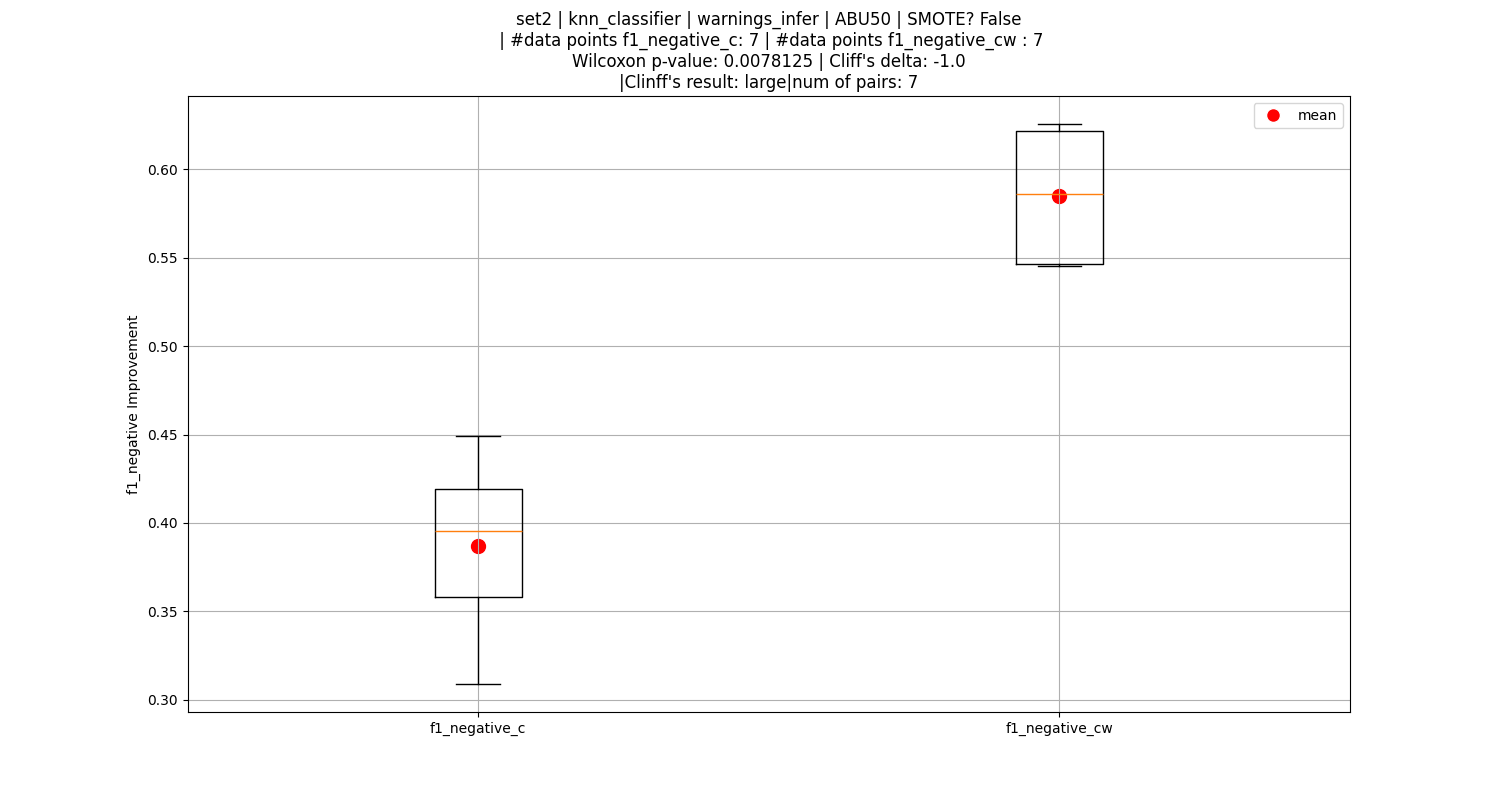 set2 | knn_classifier | warnings_infer | ABU50 | SMOTE? False
| #data points f1_negative_c: 7 | #data points f1_negative_cw : 7
Wilcoxon p-value: 0.0078125 | Cliff's delta: -1.0
|Clinff's result: large|num of pairs: 7
mean
0.60
0.55
0.50
0.45
0.40
0.35
0.30
f1_negative Improvement
f1_negative_c
f1_negative_cw